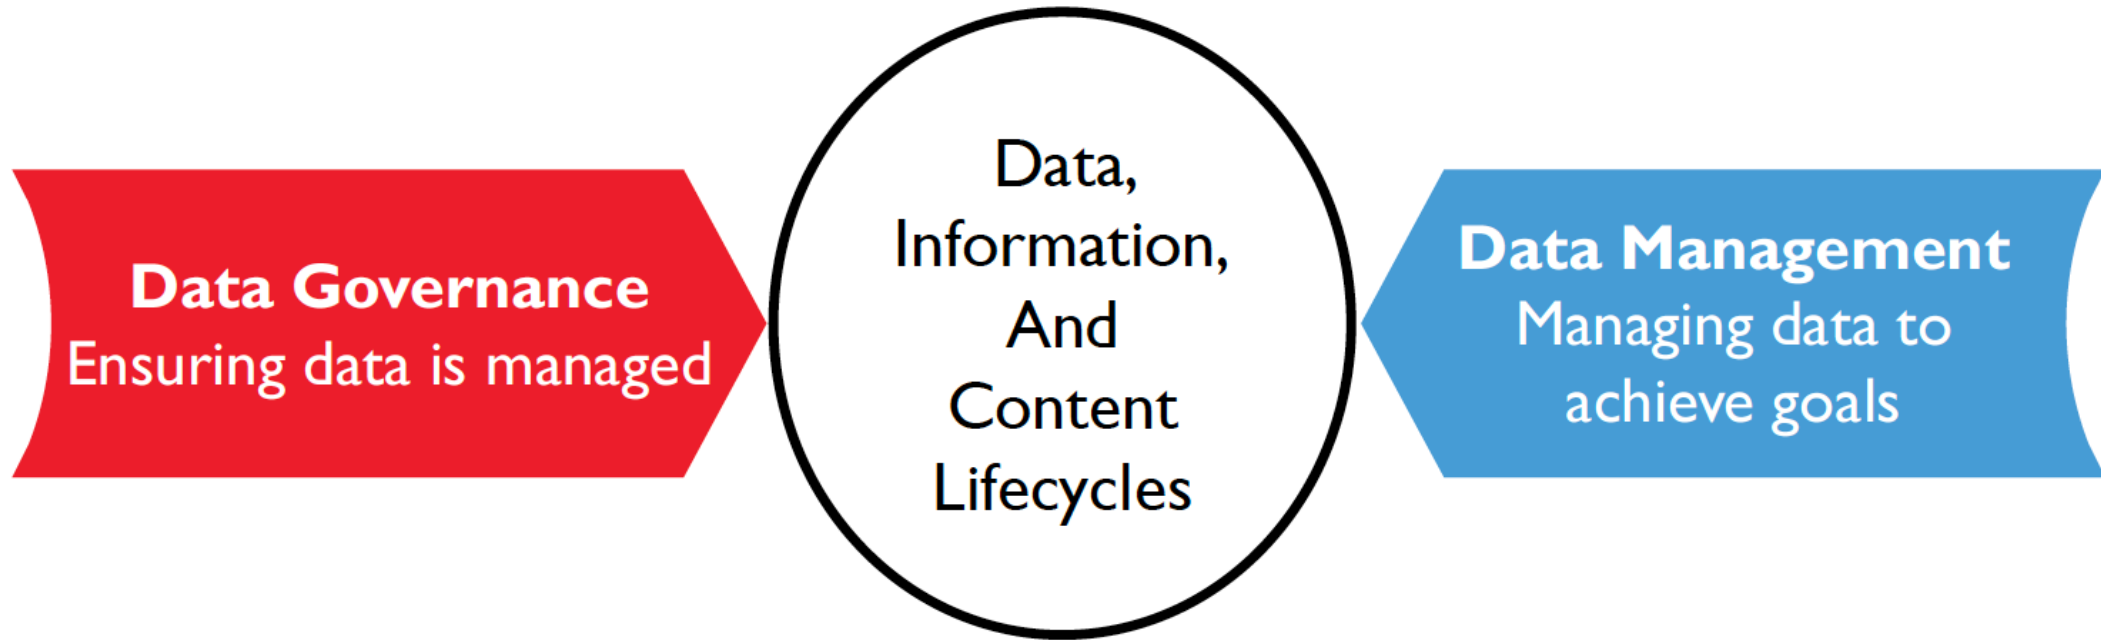 Data Governance
Ensuring data is managed
Data,
Information,
And
Content
Lifecycles
Data Management
Managing data to
achieve goals